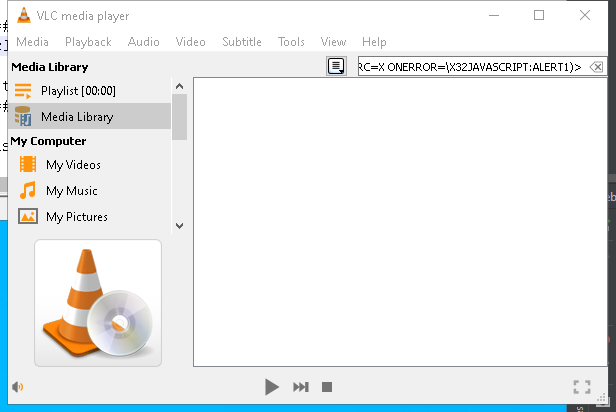 VLC media player
Media Playback Audio Video Subtitle Tools View Help
Media Library
RC=X ONERROR=\X32JAVASCRIPT:ALERT1)>
Playlist [00:00]
Media Library
My Computer
My Videos
My Music
My Pictures